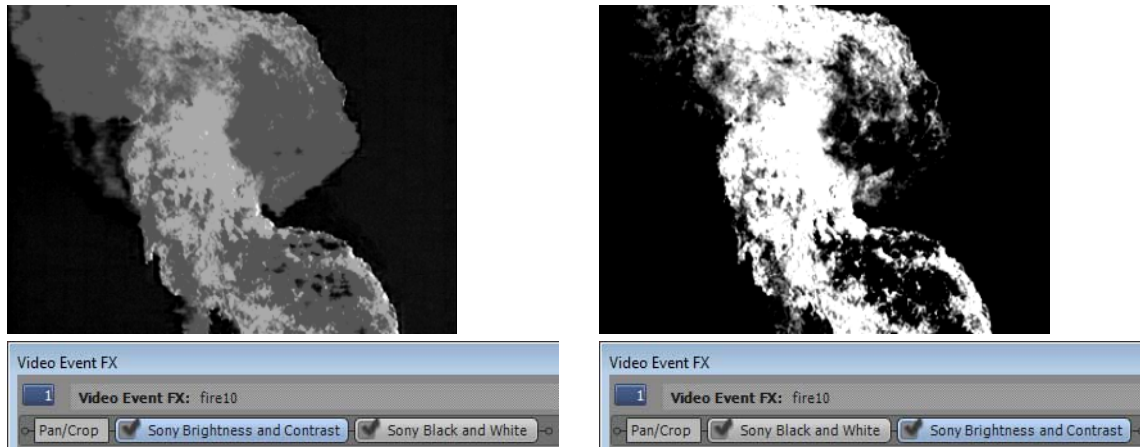 Video Event FX
1 Video Event FX: fire10
Pan/Crop Sony Brightness and Contrast Sony Black and White
Video Event FX
1 Video Event FX: fire10
Pan/Crop Sony Black and White Sony Brightness and Contrast